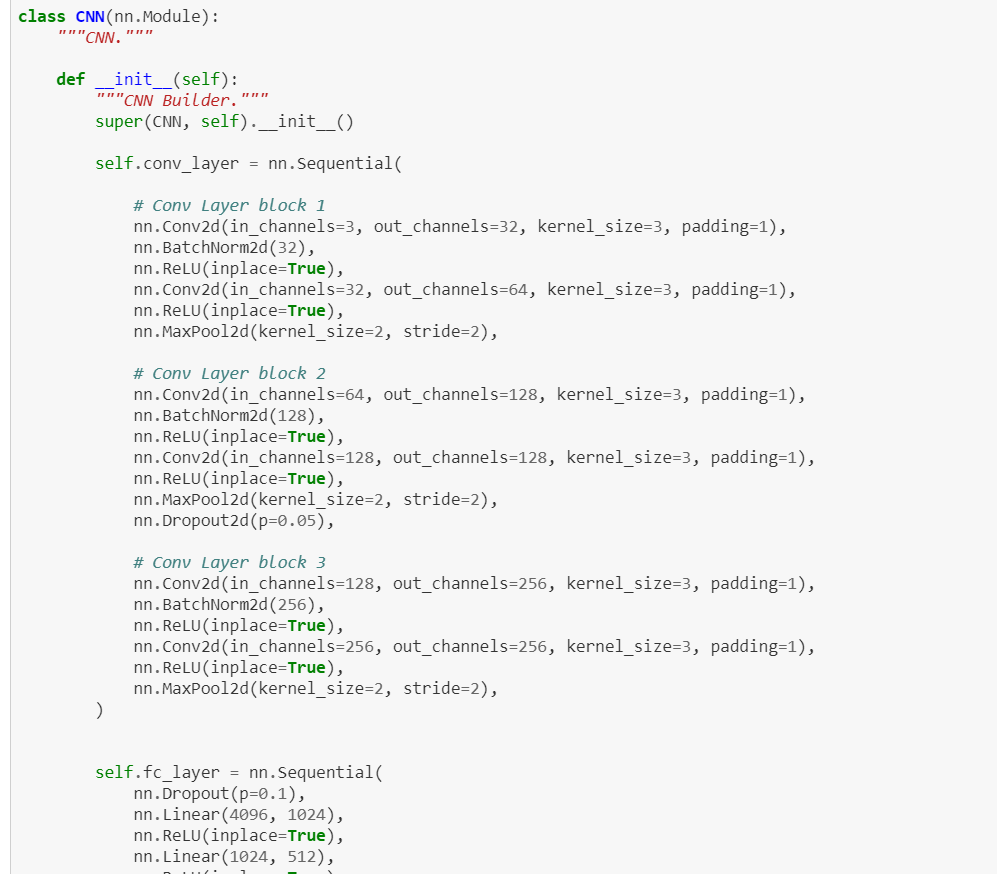 class CNN(nn.Module):
    """CNN."""
    def __init__(self):
        """CNN Builder."""
        super(CNN, self).__init__()
        self.conv_layer = nn.Sequential(
            # Conv Layer block 1
            nn.Conv2d(in_channels=3, out_channels=32, kernel_size=3, padding=1),
            nn.BatchNorm2d(32),
            nn.ReLU(inplace=True),
            nn.Conv2d(in_channels=32, out_channels=64, kernel_size=3, padding=1),
            nn.ReLU(inplace=True),
            nn.MaxPool2d(kernel_size=2, stride=2),
            # Conv Layer block 2
            nn.Conv2d(in_channels=64, out_channels=128, kernel_size=3, padding=1),
            nn.BatchNorm2d(128),
            nn.ReLU(inplace=True),
            nn.Conv2d(in_channels=128, out_channels=128, kernel_size=3, padding=1),
            nn.ReLU(inplace=True),
            nn.MaxPool2d(kernel_size=2, stride=2),
            nn.Dropout2d(p=0.05),
            # Conv Layer block 3
            nn.Conv2d(in_channels=128, out_channels=256, kernel_size=3, padding=1),
            nn.BatchNorm2d(256),
            nn.ReLU(inplace=True),
            nn.Conv2d(in_channels=256, out_channels=256, kernel_size=3, padding=1),
            nn.ReLU(inplace=True),
            nn.MaxPool2d(kernel_size=2, stride=2),
        )
        self.fc_layer = nn.Sequential(
            nn.Dropout(p=0.1),
            nn.Linear(4096, 1024),
            nn.ReLU(inplace=True),
            nn.Linear(1024, 512),